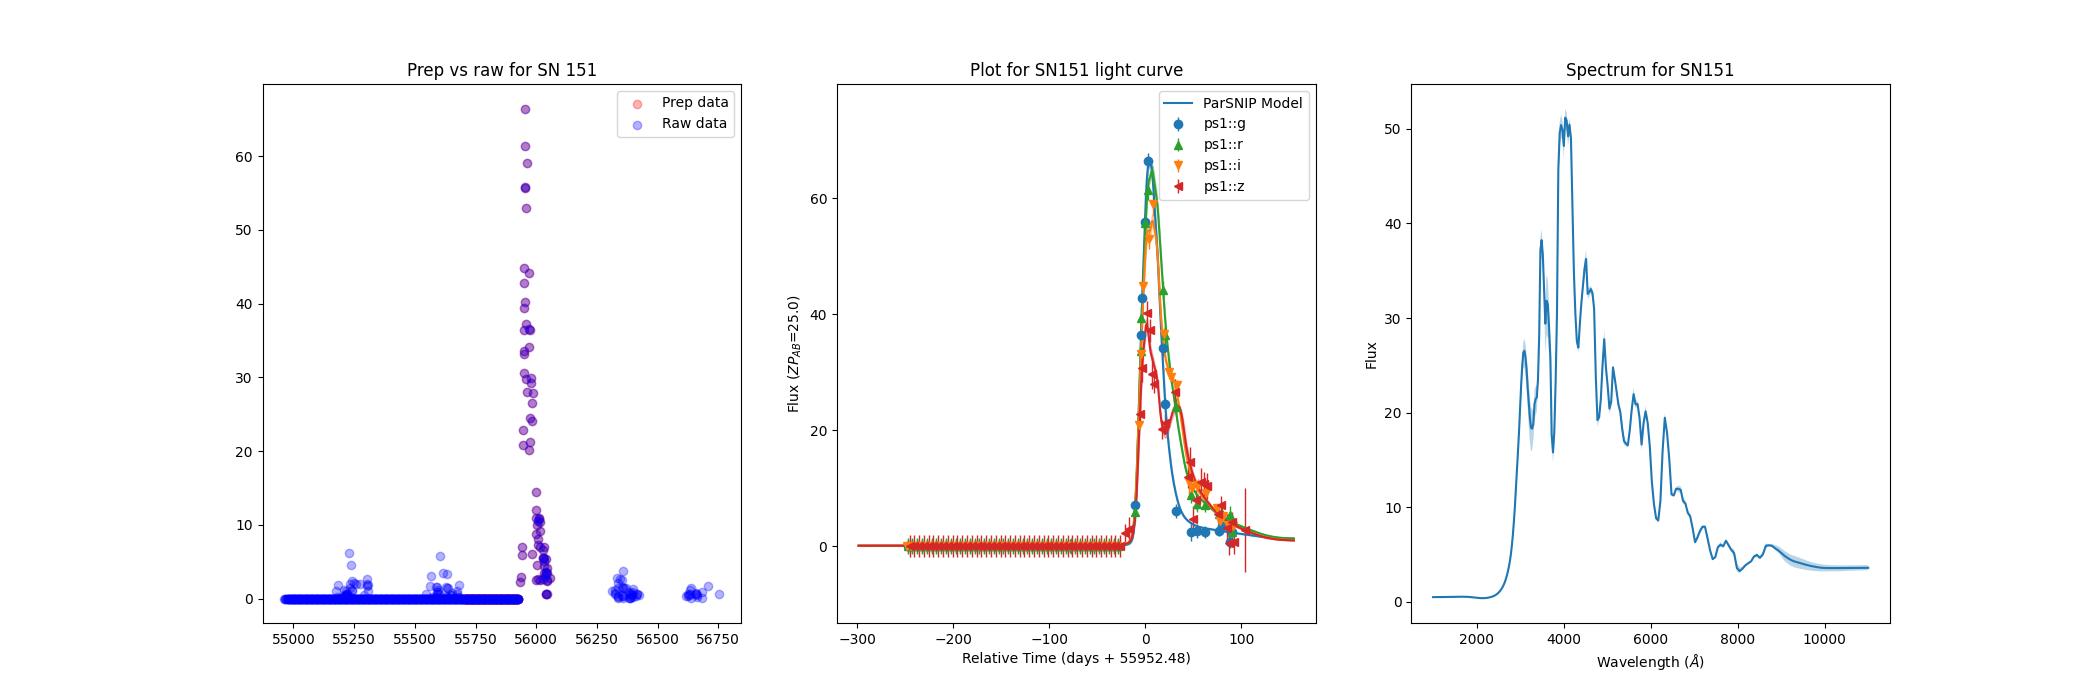 Prep vs raw for SN 151
Prep data
Raw data
60
50
40
30
20
10
0
55000 55250 55500 55750 56000 56250 56500 56750
Plot for SN151 light curve
ParSNIP Model
ps1::g
ps1::r
ps1::i
ps1::z
Flux (ZP_AB=25.0)
60
40
20
0
−300 −200 −100 0 100
Relative Time (days + 55952.48)
Spectrum for SN151
Flux
50
40
30
20
10
0
2000 4000 6000 8000 10000
Wavelength (Å)